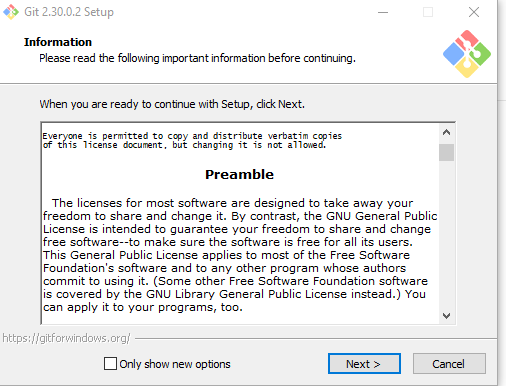 Git 2.30.0.2 Setup
Information
Please read the following important information before continuing.
When you are ready to continue with Setup, click Next.
Everyone is permitted to copy and distribute verbatim copies
of this license document, but changing it is not allowed.
Preamble
The licenses for most software are designed to take away your
freedom to share and change it. By contrast, the GNU General Public
License is intended to guarantee your freedom to share and change
free software--to make sure the software is free for all its users.
This General Public License applies to most of the Free Software
Foundation's software and to any other program whose authors
commit to using it. (Some other Free Software Foundation software
is covered by the GNU Library General Public License instead.) You
can apply it to your programs, too.
https://gitforwindows.org/
Only show new options
Next >
Cancel